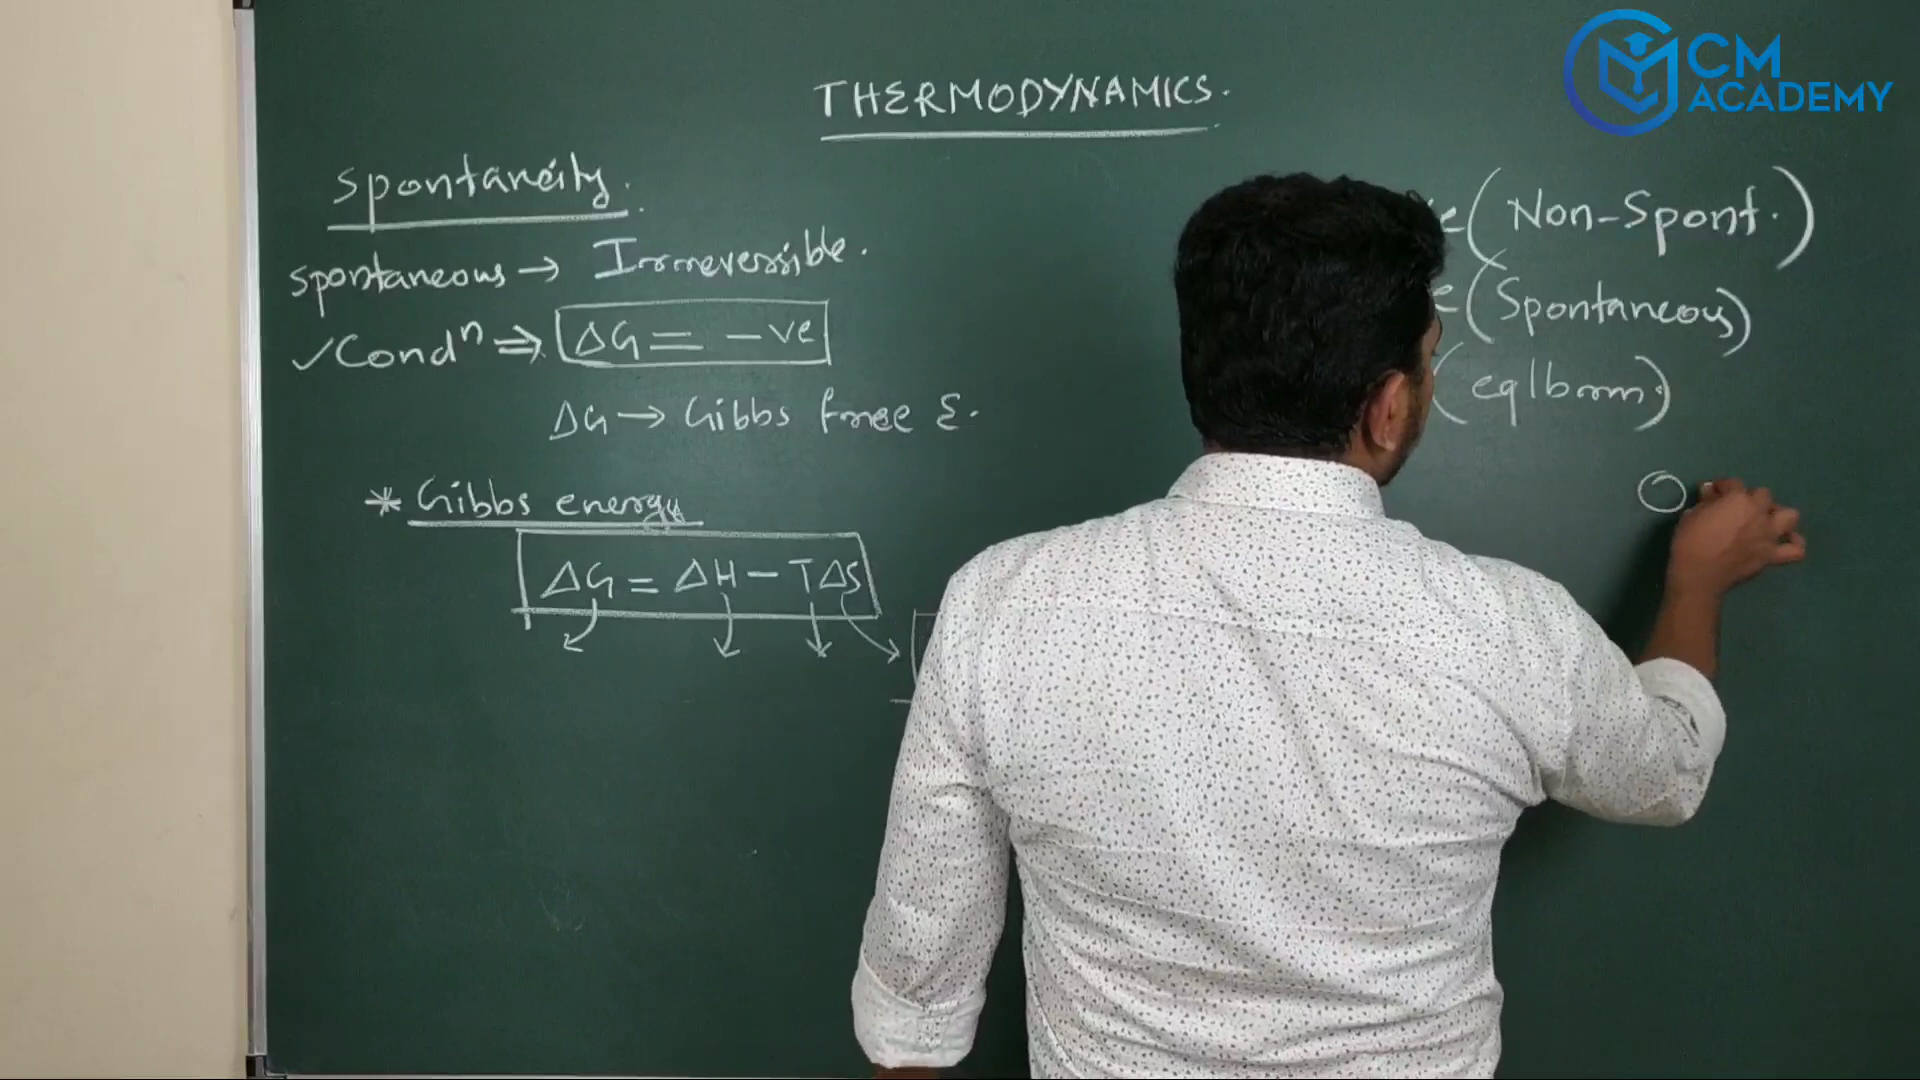 CM
ACADEMY
THERMODYNAMICS.
Spontaneity.
spontaneous → Irreversible.
✓Condⁿ ⇒ ΔG = -ve
ΔG → Gibbs free E.
* Gibbs energy
ΔG = ΔH - TΔS
(Non-Spont.)
(Spontaneous)
(eqlbrm)